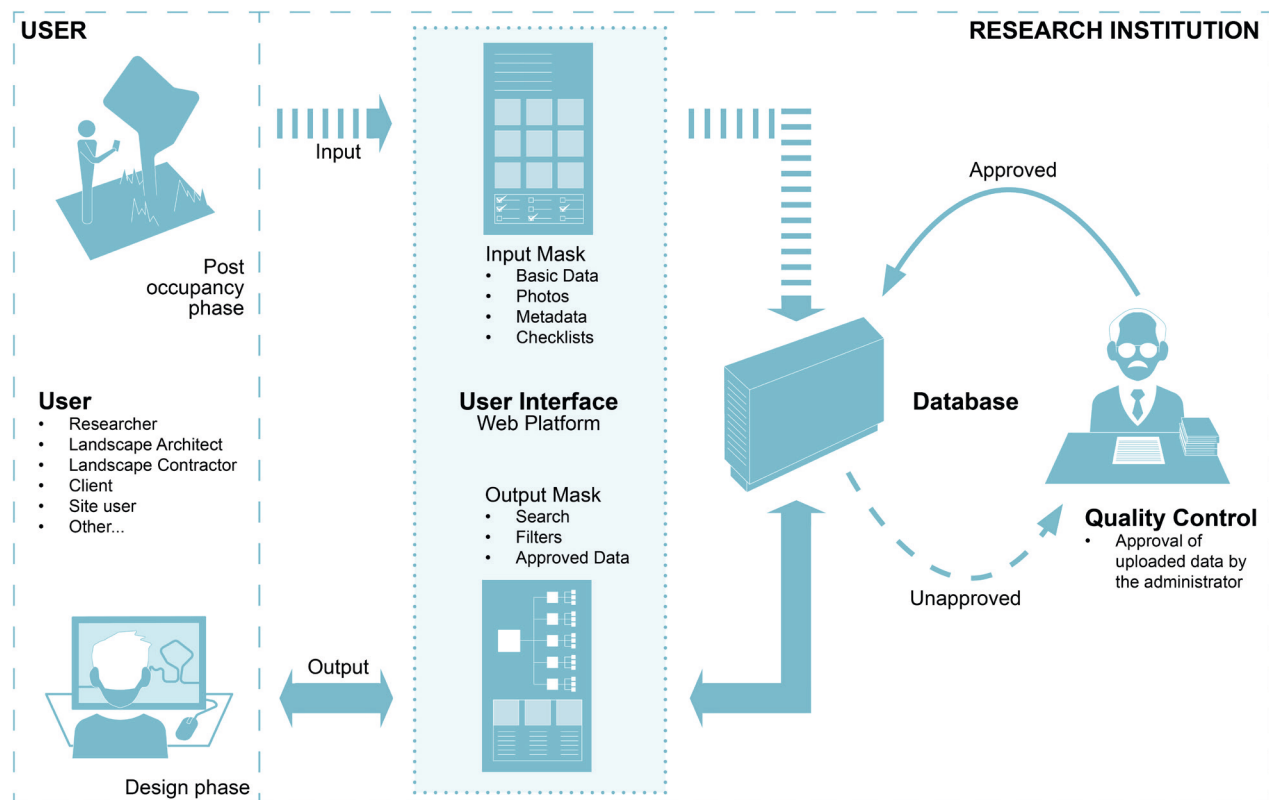 USER
RESEARCH INSTITUTION
Input
Approved
Post
occupancy
phase
Input Mask
• Basic Data
• Photos
• Metadata
• Checklists
User
• Researcher
• Landscape Architect
• Landscape Contractor
• Client
• Site user
• Other...
User Interface
Web Platform
Database
Output Mask
• Search
• Filters
• Approved Data
Quality Control
• Approval of
uploaded data by
the administrator
Unapproved
Output
Design phase